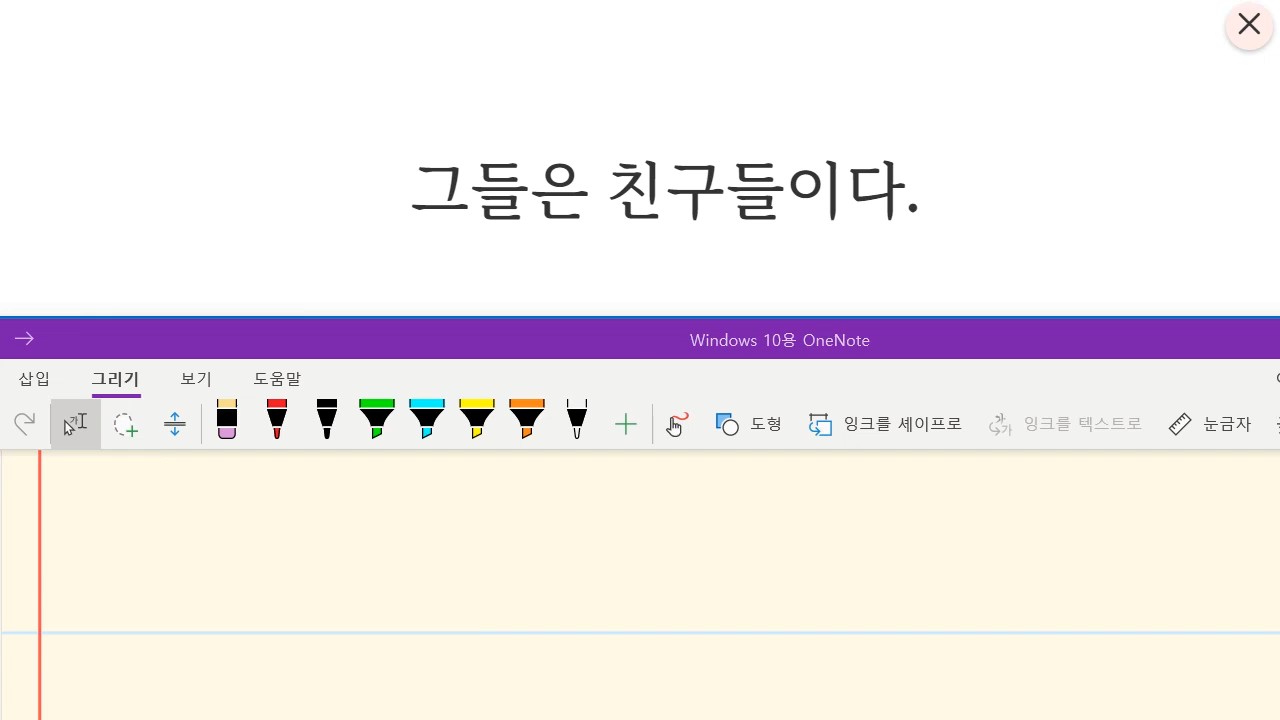 그들은 친구들이다.
Windows 10용 OneNote
삽입 그리기 보기 도움말
도형 잉크를 셰이프로 잉크를 텍스트로 눈금자